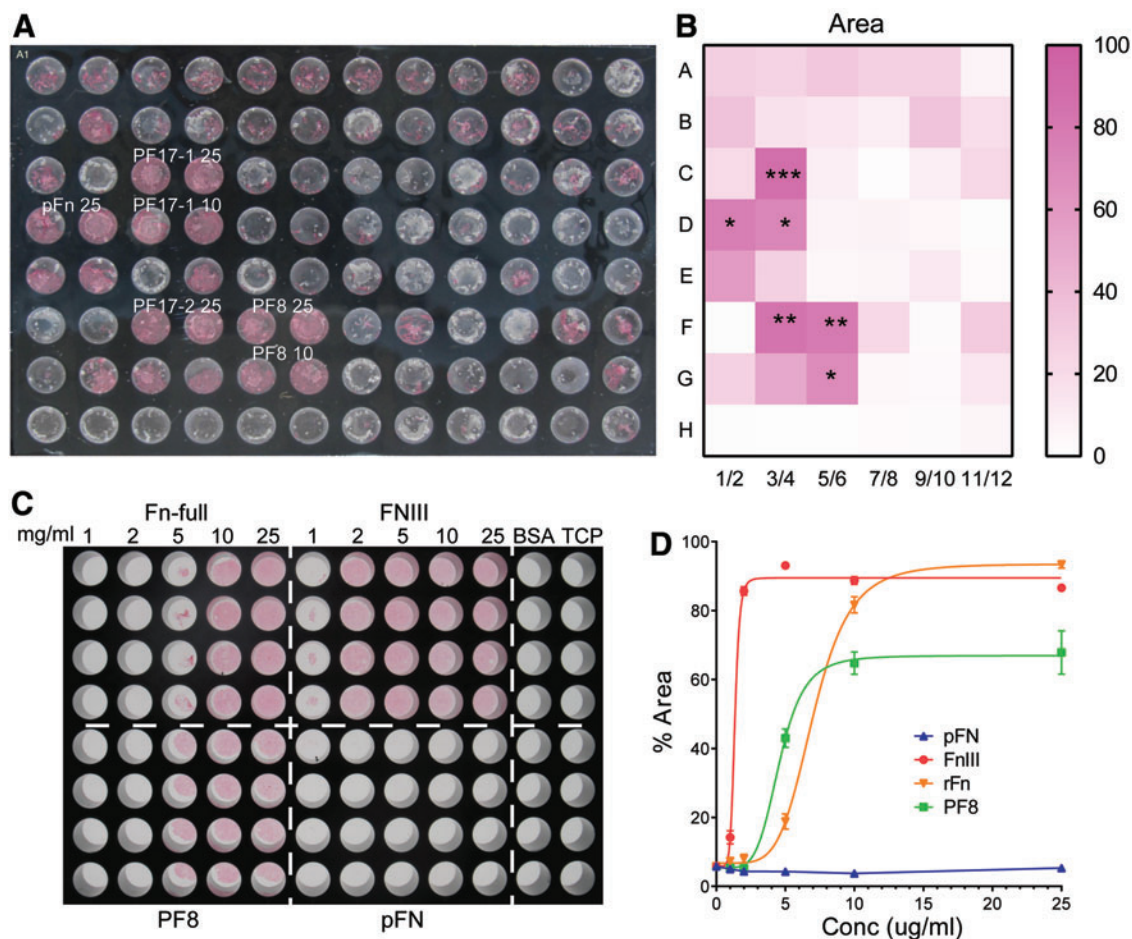 A
A1
PF17-1 25
pFn 25
PF17-1 10
PF17-2 25
PF8 25
PF8 10
B
Area
A
B
C
D
E
F
G
H
***
*
*
**
**
*
1/2
3/4
5/6
7/8
9/10
11/12
100
80
60
40
20
0
C
Fn-full
FNIII
mg/ml 1 2 5 10 25 1 2 5 10 25 BSA TCP
PF8
pFN
D
% Area
100
80
60
40
20
0
0 5 10 15 20 25
Conc (ug/ml)
pFN
FnIII
rFn
PF8